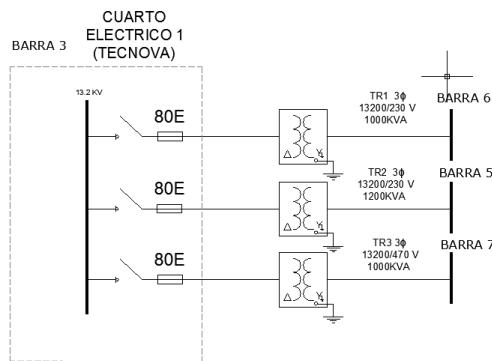 CUARTO
ELECTRICO 1
(TECNOVA)
BARRA 3
13.2 KV
80E
TR1 3ϕ
13200/230 V
1000KVA
BARRA 6
80E
TR2 3ϕ
13200/230 V
1200KVA
BARRA 5
80E
TR3 3ϕ
13200/470 V
1000KVA
BARRA 7